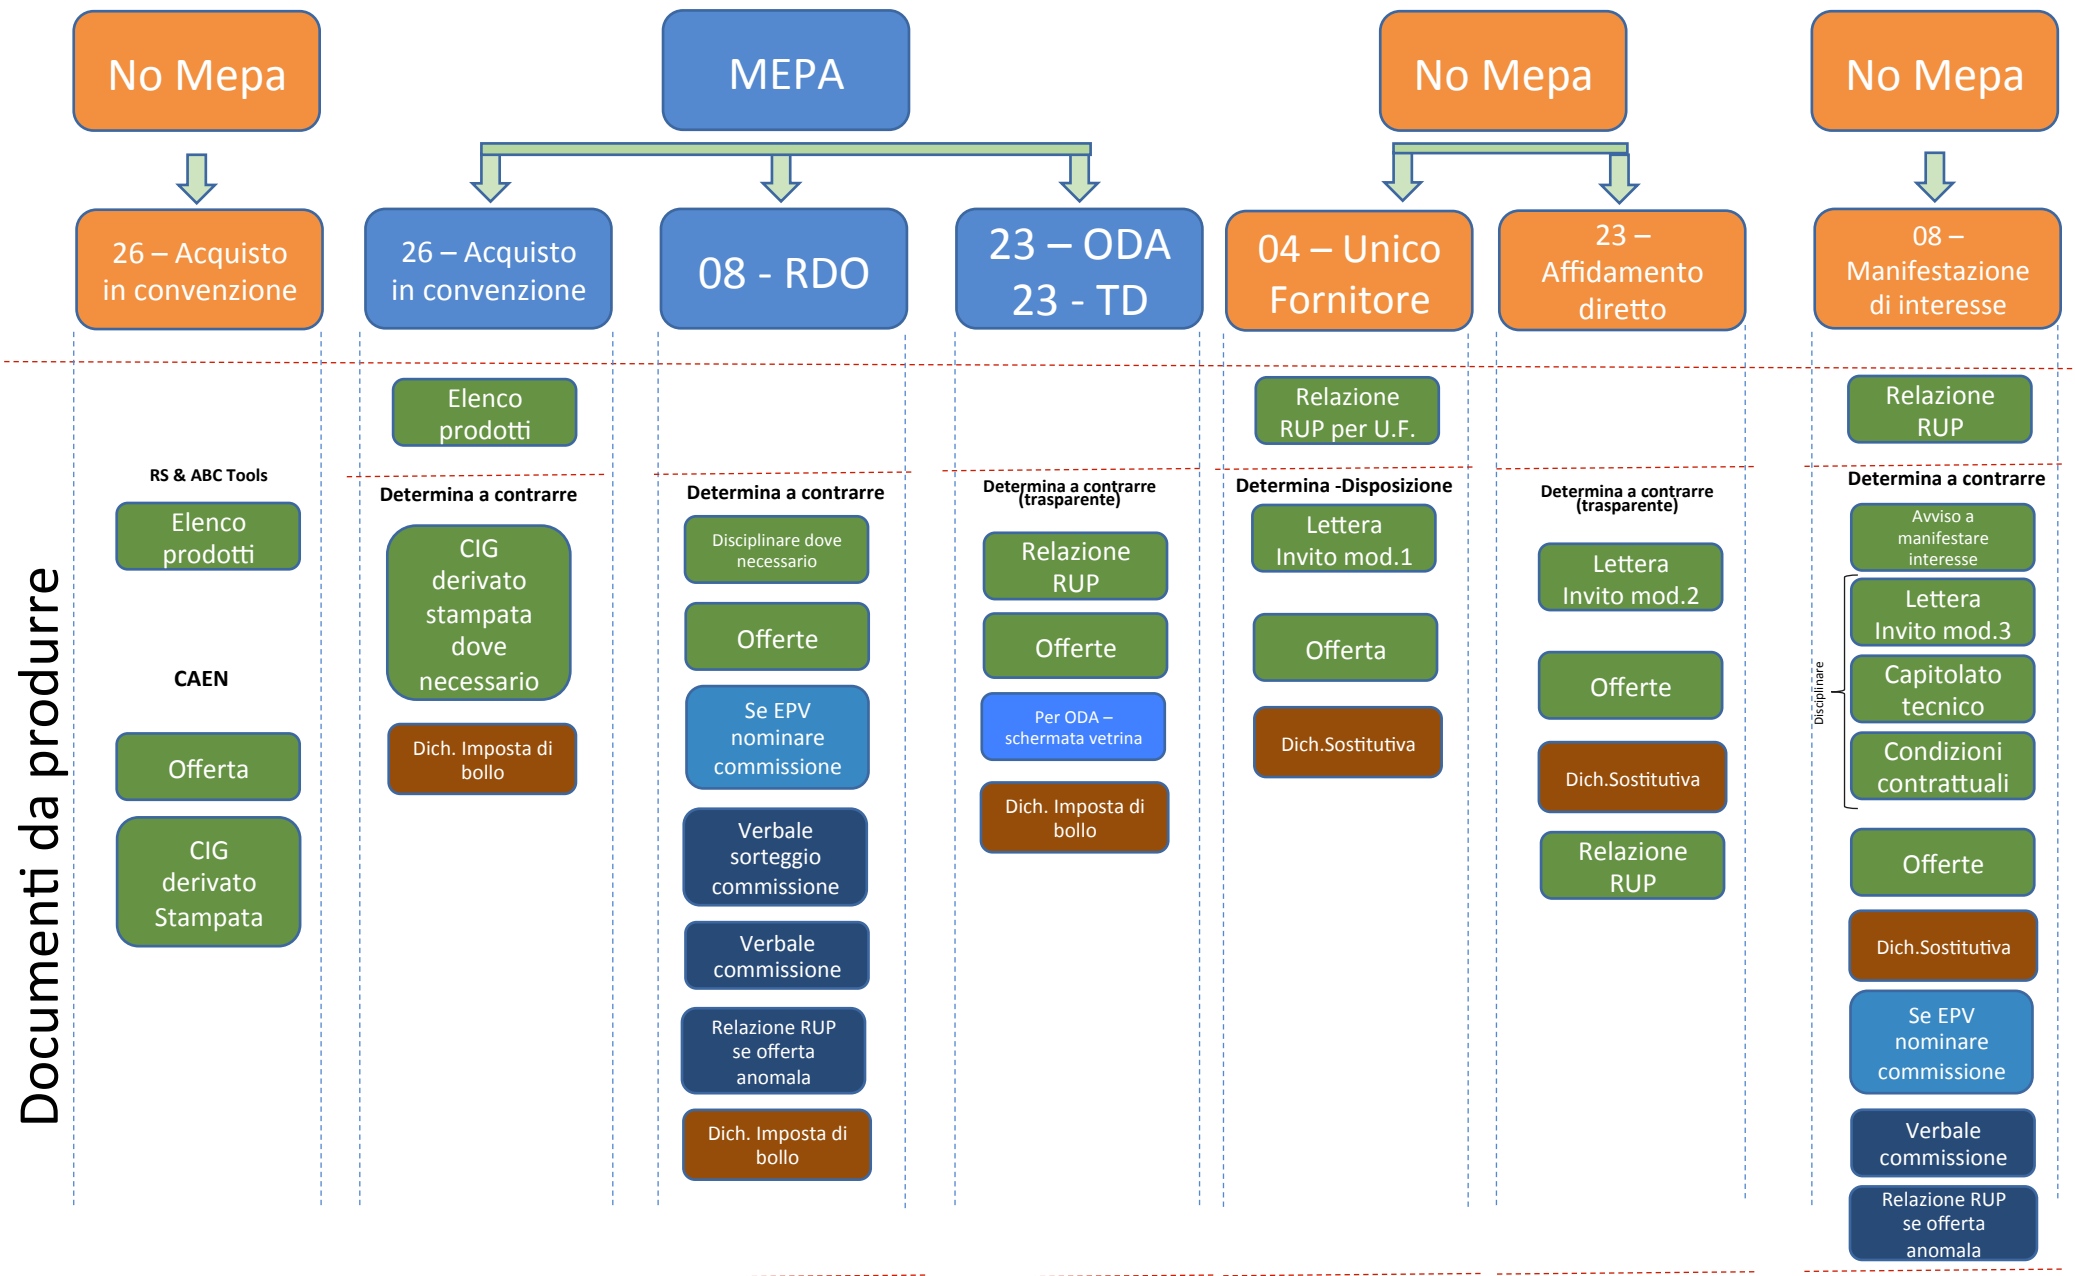 No Mepa
MEPA
No Mepa
No Mepa
26 – Acquisto
in convenzione
26 – Acquisto
in convenzione
08 - RDO
23 – ODA
23 - TD
04 – Unico
Fornitore
23 –
Affidamento
diretto
08 –
Manifestazione
di interesse
Documenti da produrre
RS & ABC Tools
Elenco
prodotti
CAEN
Offerta
CIG
derivato
Stampata
Elenco
prodotti
Determina a contrarre
CIG
derivato
stampata
dove
necessario
Dich. Imposta di
bollo
Determina a contrarre
Disciplinare dove
necessario
Offerte
Se EPV
nominare
commissione
Verbale
sorteggio
commissione
Verbale
commissione
Relazione RUP
se offerta
anomala
Dich. Imposta di
bollo
Determina a contrarre
(trasparente)
Relazione
RUP
Offerte
Per ODA –
schermata vetrina
Dich. Imposta di
bollo
Relazione
RUP per U.F.
Determina -Disposizione
Lettera
Invito mod.1
Offerta
Dich.Sostitutiva
Determina a contrarre
(trasparente)
Lettera
Invito mod.2
Offerte
Dich.Sostitutiva
Relazione
RUP
Relazione
RUP
Determina a contrarre
Avviso a
manifestare
interesse
Disciplinare
Lettera
Invito mod.3
Capitolato
tecnico
Condizioni
contrattuali
Offerte
Dich.Sostitutiva
Se EPV
nominare
commissione
Verbale
commissione
Relazione RUP
se offerta
anomala